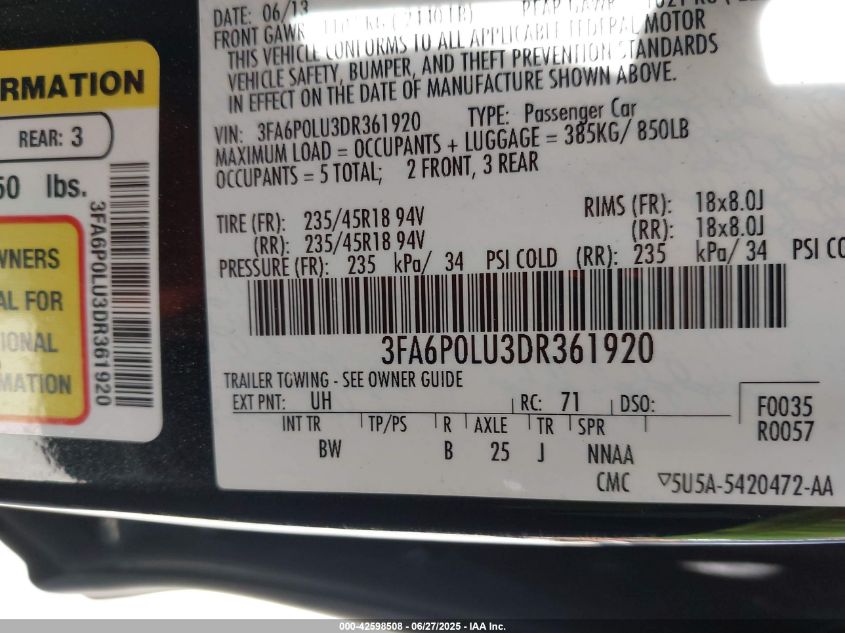 RMATION
REAR: 3
50 lbs.
WNERS
AL FOR
IONAL
MATION
3FA6P0LU3DR361920
DATE: 06/13
FRONT GAWR
REAR GAWR
THIS VEHICLE CONFORMS TO ALL APPLICABLE FEDERAL MOTOR
VEHICLE SAFETY, BUMPER, AND THEFT PREVENTION STANDARDS
IN EFFECT ON THE DATE OF MANUFACTURE SHOWN ABOVE.
VIN: 3FA6P0LU3DR361920 TYPE: Passenger Car
MAXIMUM LOAD = OCCUPANTS + LUGGAGE = 385KG/ 850LB
OCCUPANTS = 5 TOTAL; 2 FRONT, 3 REAR
TIRE (FR): 235/45R18 94V RIMS (FR): 18x8.0J
(RR): 235/45R18 94V (RR): 18x8.0J
PRESSURE (FR): 235 kPa/ 34 PSI COLD (RR): 235 kPa/ 34 PSI CO
3FA6P0LU3DR361920
TRAILER TOWING - SEE OWNER GUIDE
EXT PNT: UH RC: 71 DSO: F0035
INT TR TP/PS R AXLE TR SPR R0057
BW B 25 J NNAA
CMC ▽5U5A-5420472-AA
000-42598508 | 06/27/2025 - IAA Inc.